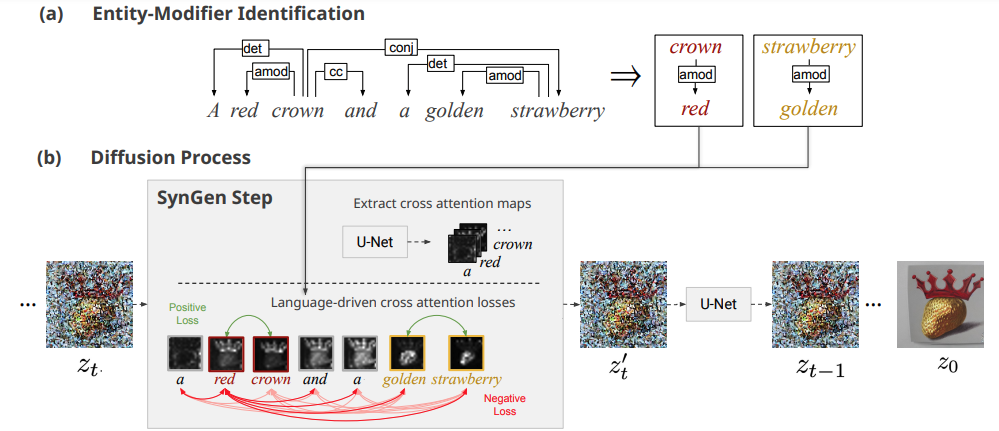 (a) Entity-Modifier Identification
det
conj
amod
cc
det
amod
A red crown and a golden strawberry
⇒
crown
amod
red
strawberry
amod
golden
(b) Diffusion Process
SynGen Step
Extract cross attention maps
U-Net
...
crown
red
a
Language-driven cross attention losses
Positive
Loss
a red crown and a golden strawberry
Negative
Loss
...
z_t.
z'_t
U-Net
z_{t-1}
...
z_0